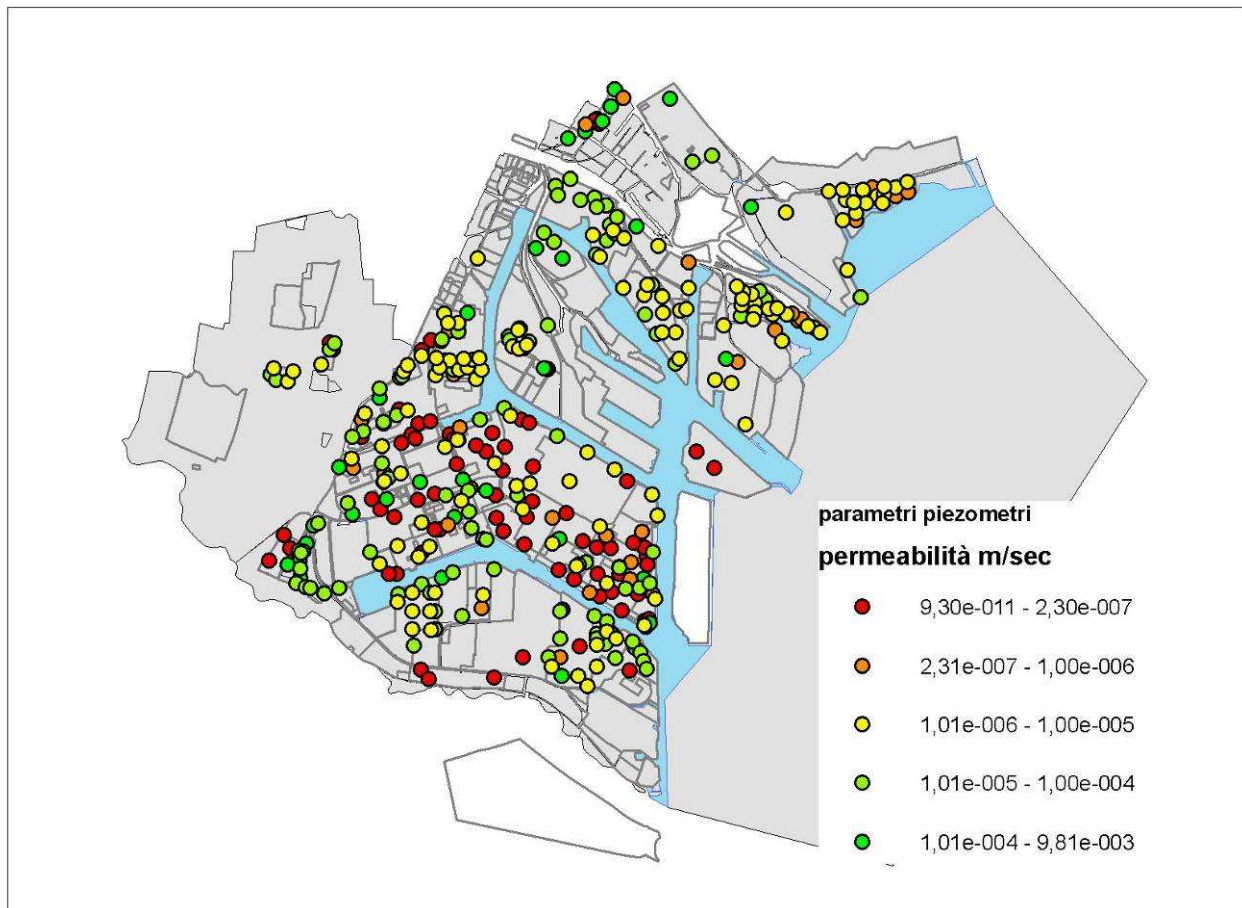 parametri piezometri
permeabilità m/sec
9,30e-011 - 2,30e-007
2,31e-007 - 1,00e-006
1,01e-006 - 1,00e-005
1,01e-005 - 1,00e-004
1,01e-004 - 9,81e-003